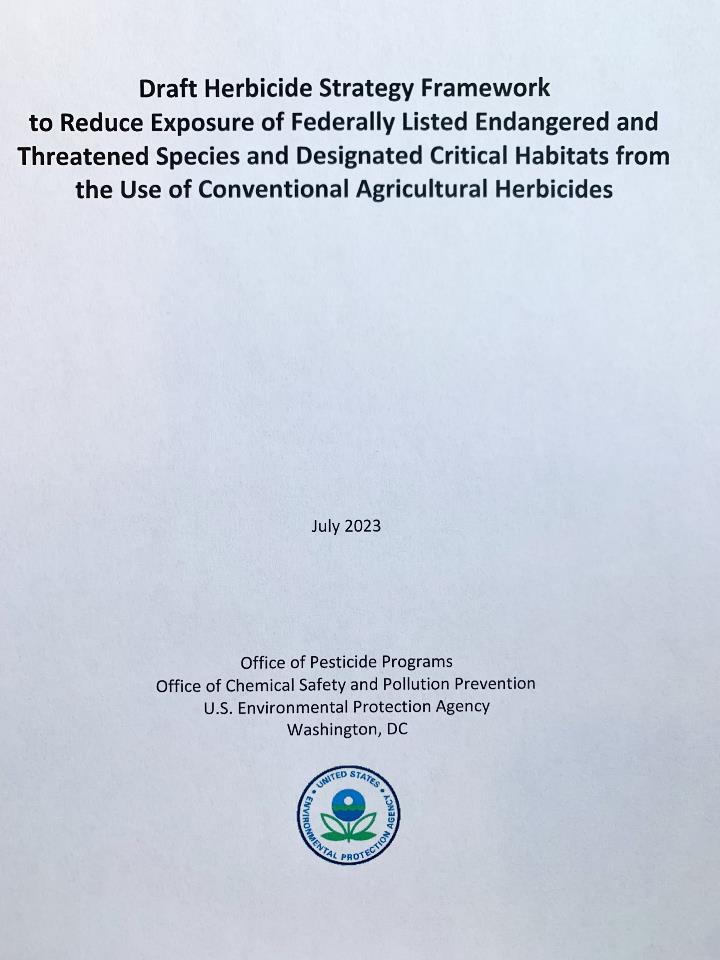 Draft Herbicide Strategy Framework
to Reduce Exposure of Federally Listed Endangered and
Threatened Species and Designated Critical Habitats from
the Use of Conventional Agricultural Herbicides
July 2023
Office of Pesticide Programs
Office of Chemical Safety and Pollution Prevention
U.S. Environmental Protection Agency
Washington, DC
UNITED STATES
ENVIRONMENTAL PROTECTION AGENCY